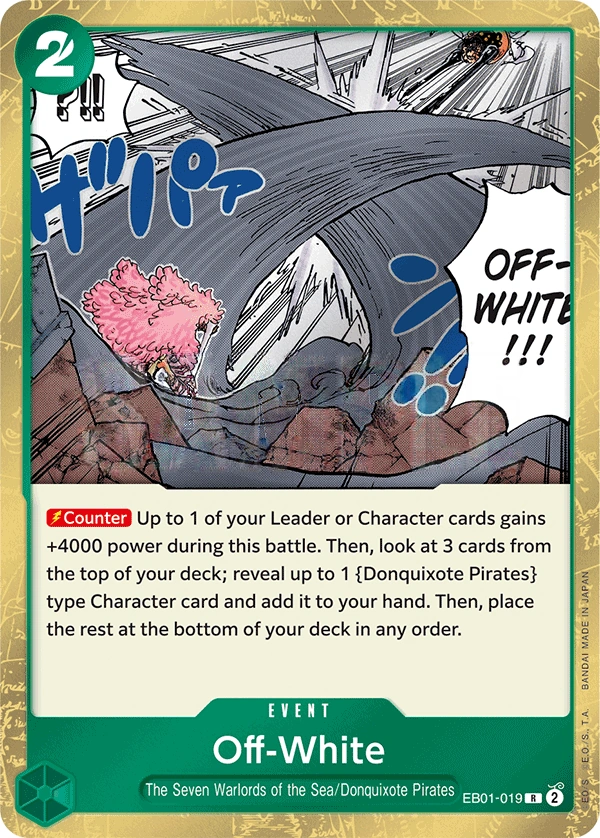 2
?!!
ザパァ
OFF-
WHITE
!!!
⚡Counter Up to 1 of your Leader or Character cards gains
+4000 power during this battle. Then, look at 3 cards from
the top of your deck; reveal up to 1 {Donquixote Pirates}
type Character card and add it to your hand. Then, place
the rest at the bottom of your deck in any order.
EVENT
Off-White
The Seven Warlords of the Sea/Donquixote Pirates
EB01-019 R 2
©E.O./S. ©E.O./S, T.A. BANDAI MADE IN JAPAN